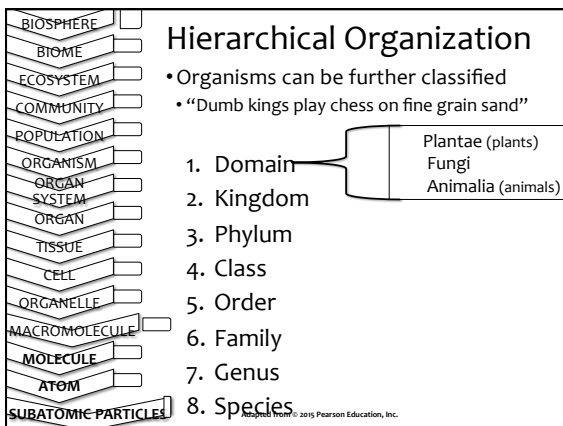 BIOSPHERE
BIOME
ECOSYSTEM
COMMUNITY
POPULATION
ORGANISM
ORGAN
SYSTEM
ORGAN
TISSUE
CELL
ORGANELLE
MACROMOLECULE
MOLECULE
ATOM
SUBATOMIC PARTICLES
Hierarchical Organization
• Organisms can be further classified
• “Dumb kings play chess on fine grain sand”
1. Domain
2. Kingdom
3. Phylum
4. Class
5. Order
6. Family
7. Genus
8. Species
Plantae (plants)
Fungi
Animalia (animals)
Adapted from © 2015 Pearson Education, Inc.